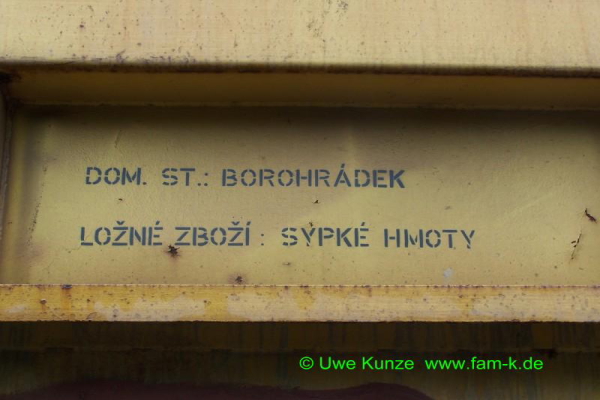 DOM. ST.: BOROHRÁDEK
LOŽNÉ ZBOŽÍ: SYPKÉ HMOTY
© Uwe Kunze www.fam-k.de